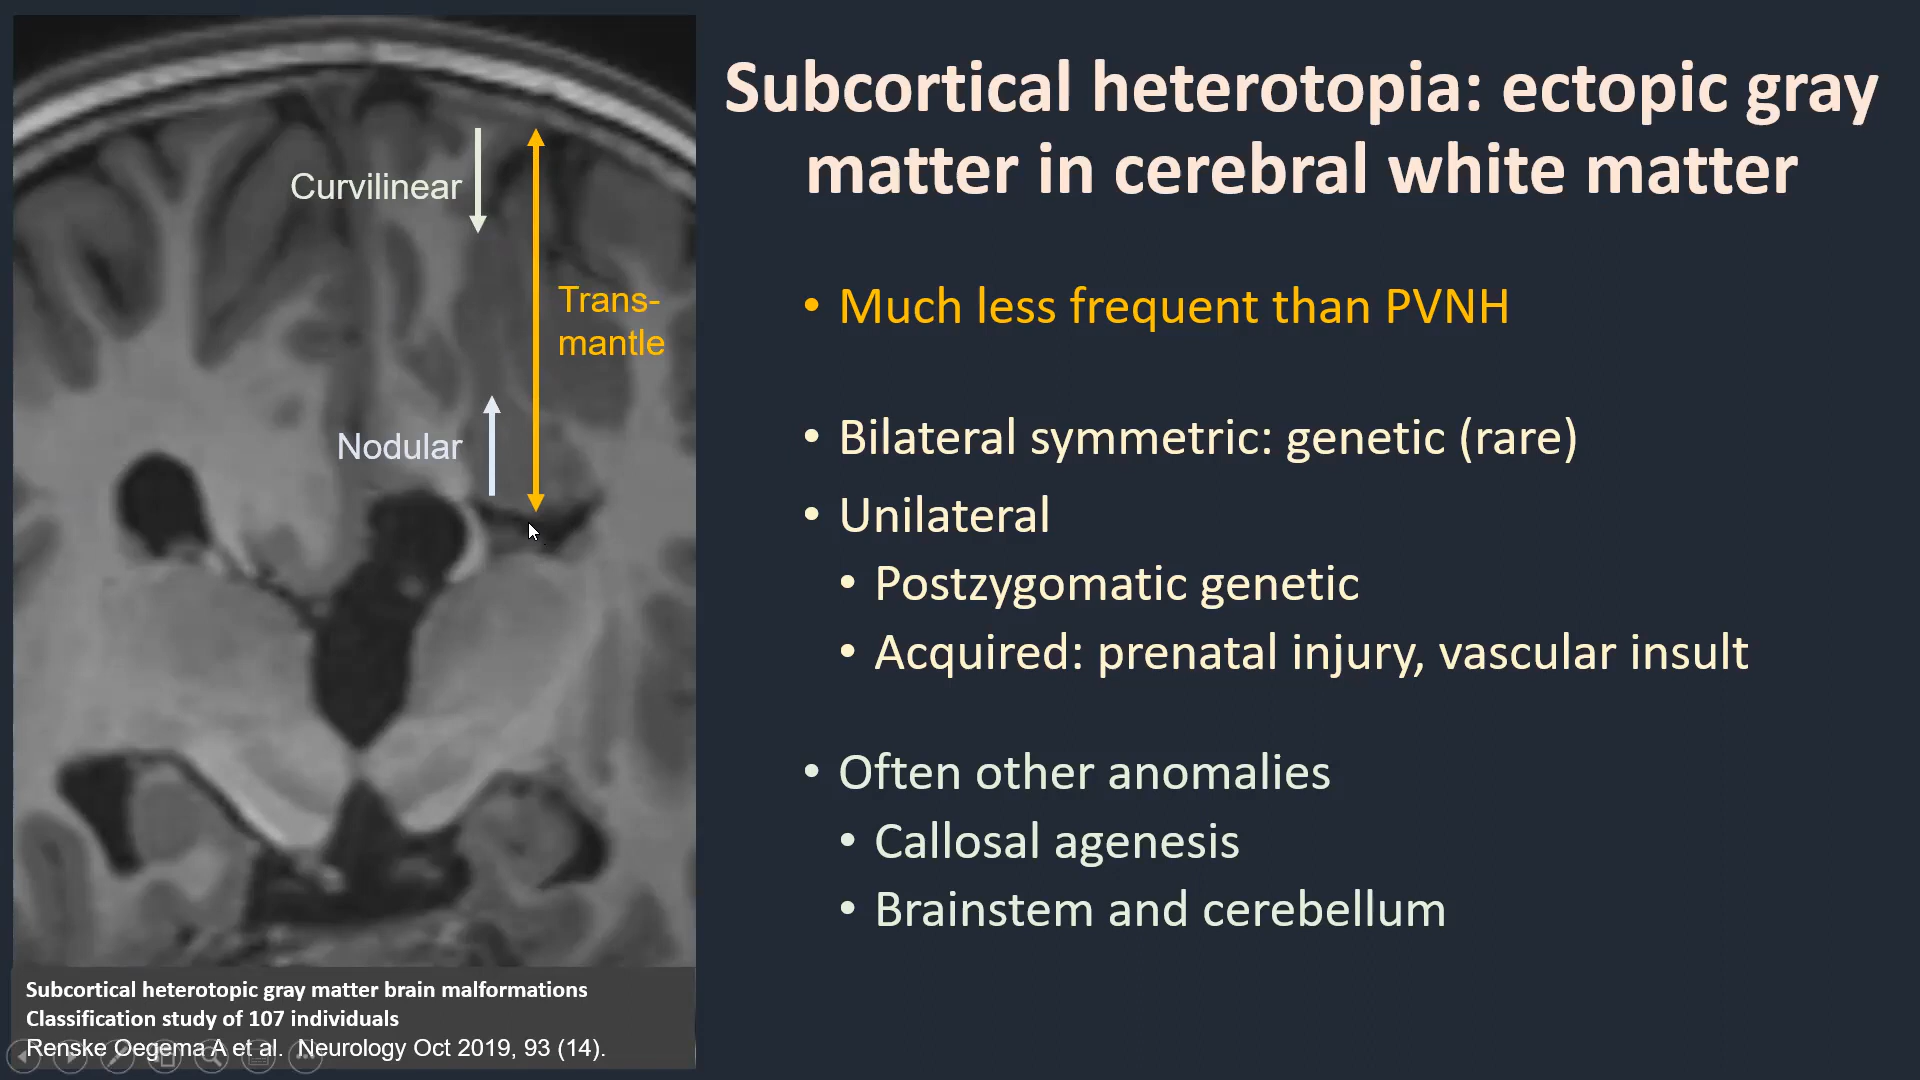 Subcortical heterotopia: ectopic gray
matter in cerebral white matter
Curvilinear
Trans-
mantle
Nodular
• Much less frequent than PVNH
• Bilateral symmetric: genetic (rare)
• Unilateral
• Postzygomatic genetic
• Acquired: prenatal injury, vascular insult
• Often other anomalies
• Callosal agenesis
• Brainstem and cerebellum
Subcortical heterotopic gray matter brain malformations
Classification study of 107 individuals
Renske Oegema A et al. Neurology Oct 2019, 93 (14).